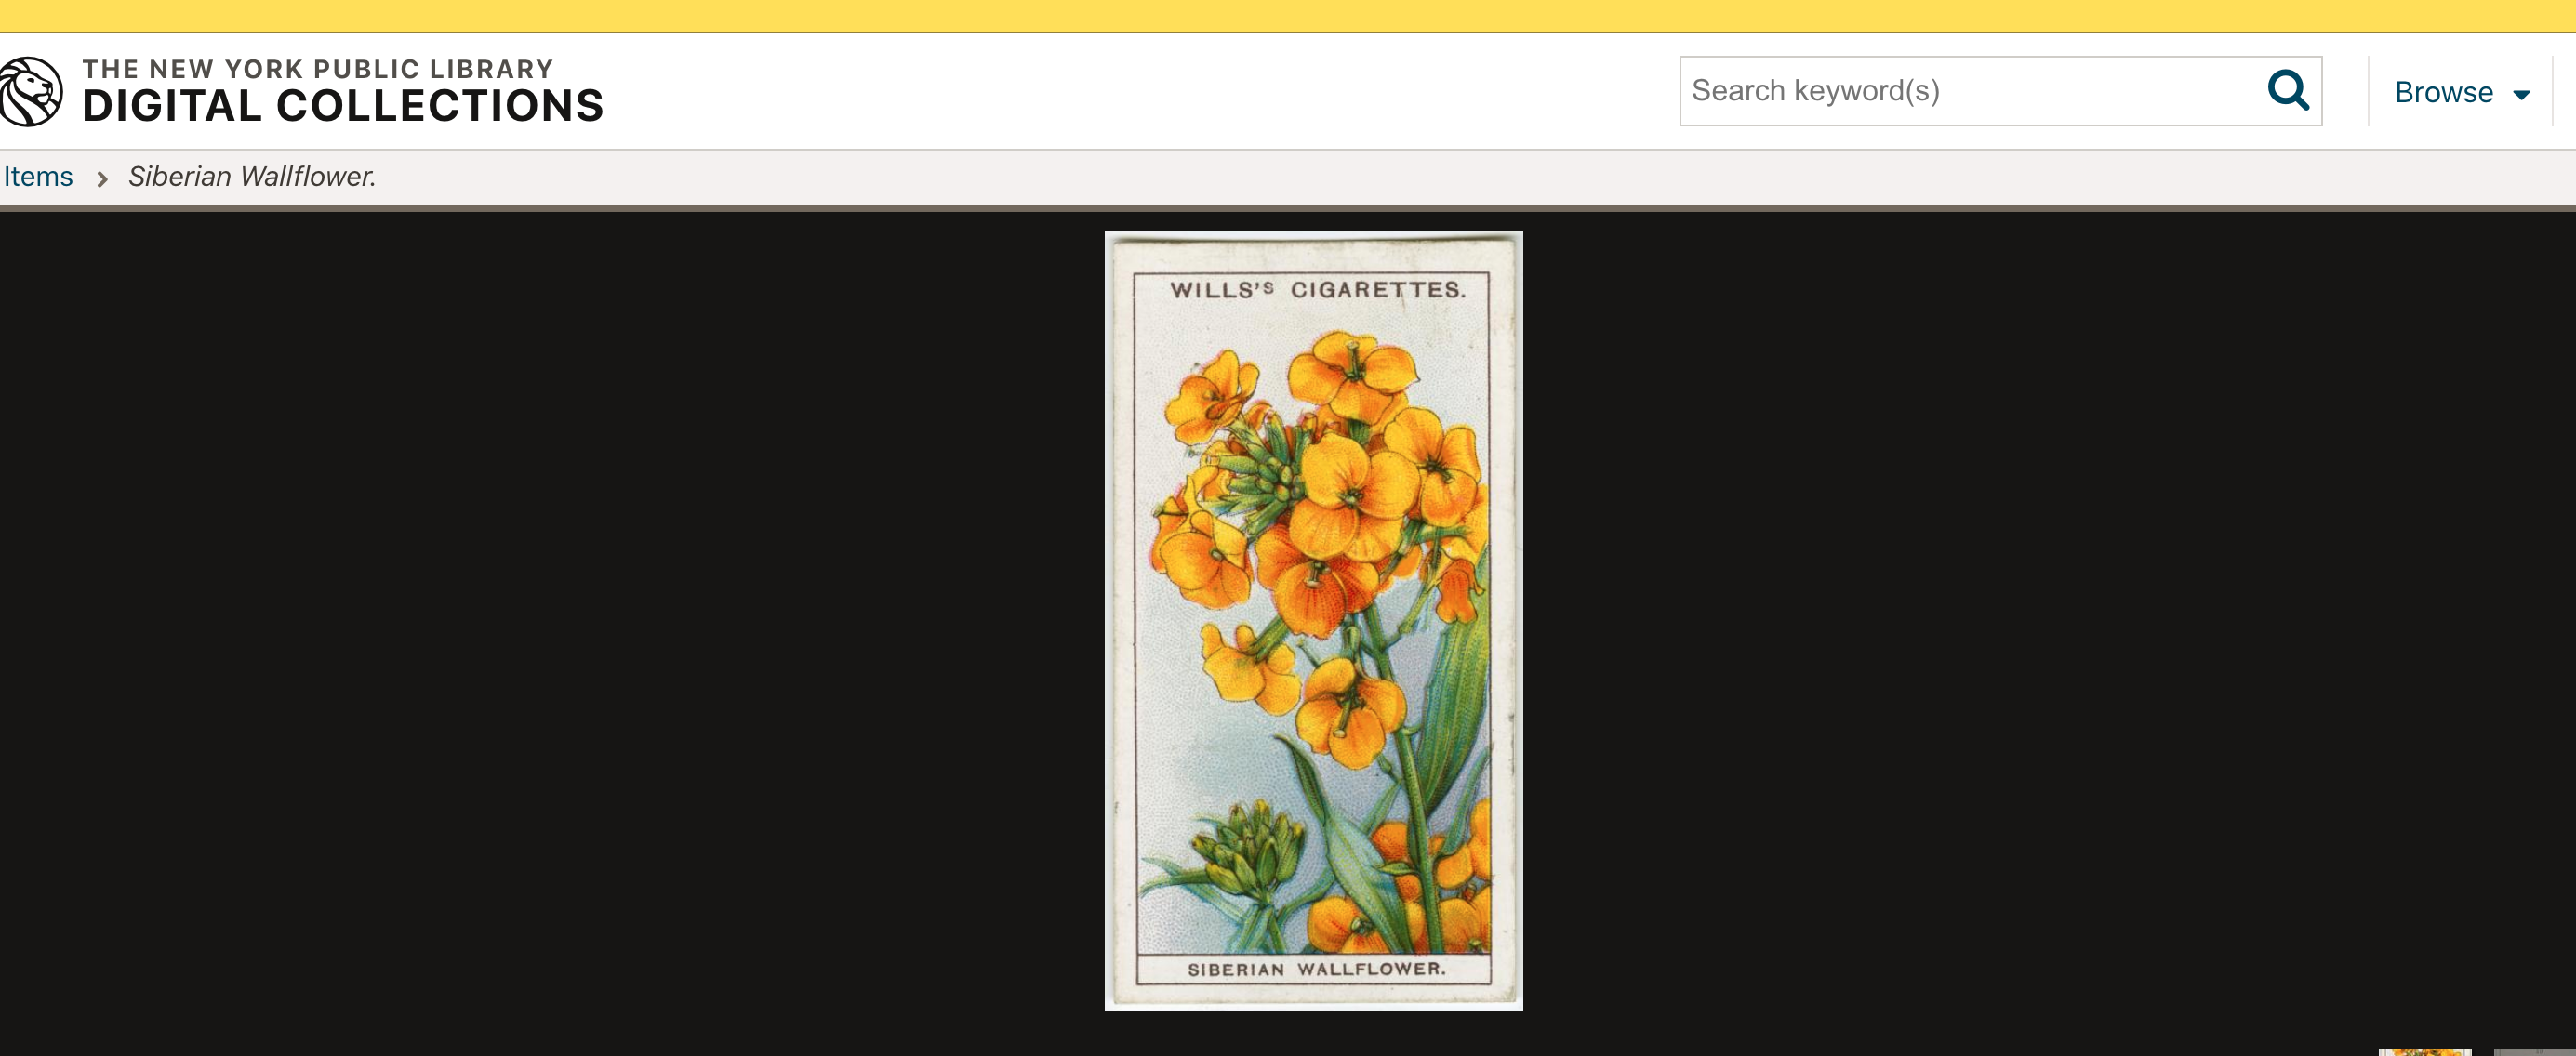 THE NEW YORK PUBLIC LIBRARY
DIGITAL COLLECTIONS
Search keyword(s)
Browse
Items > Siberian Wallflower.
WILLS'S CIGARETTES.
SIBERIAN WALLFLOWER.